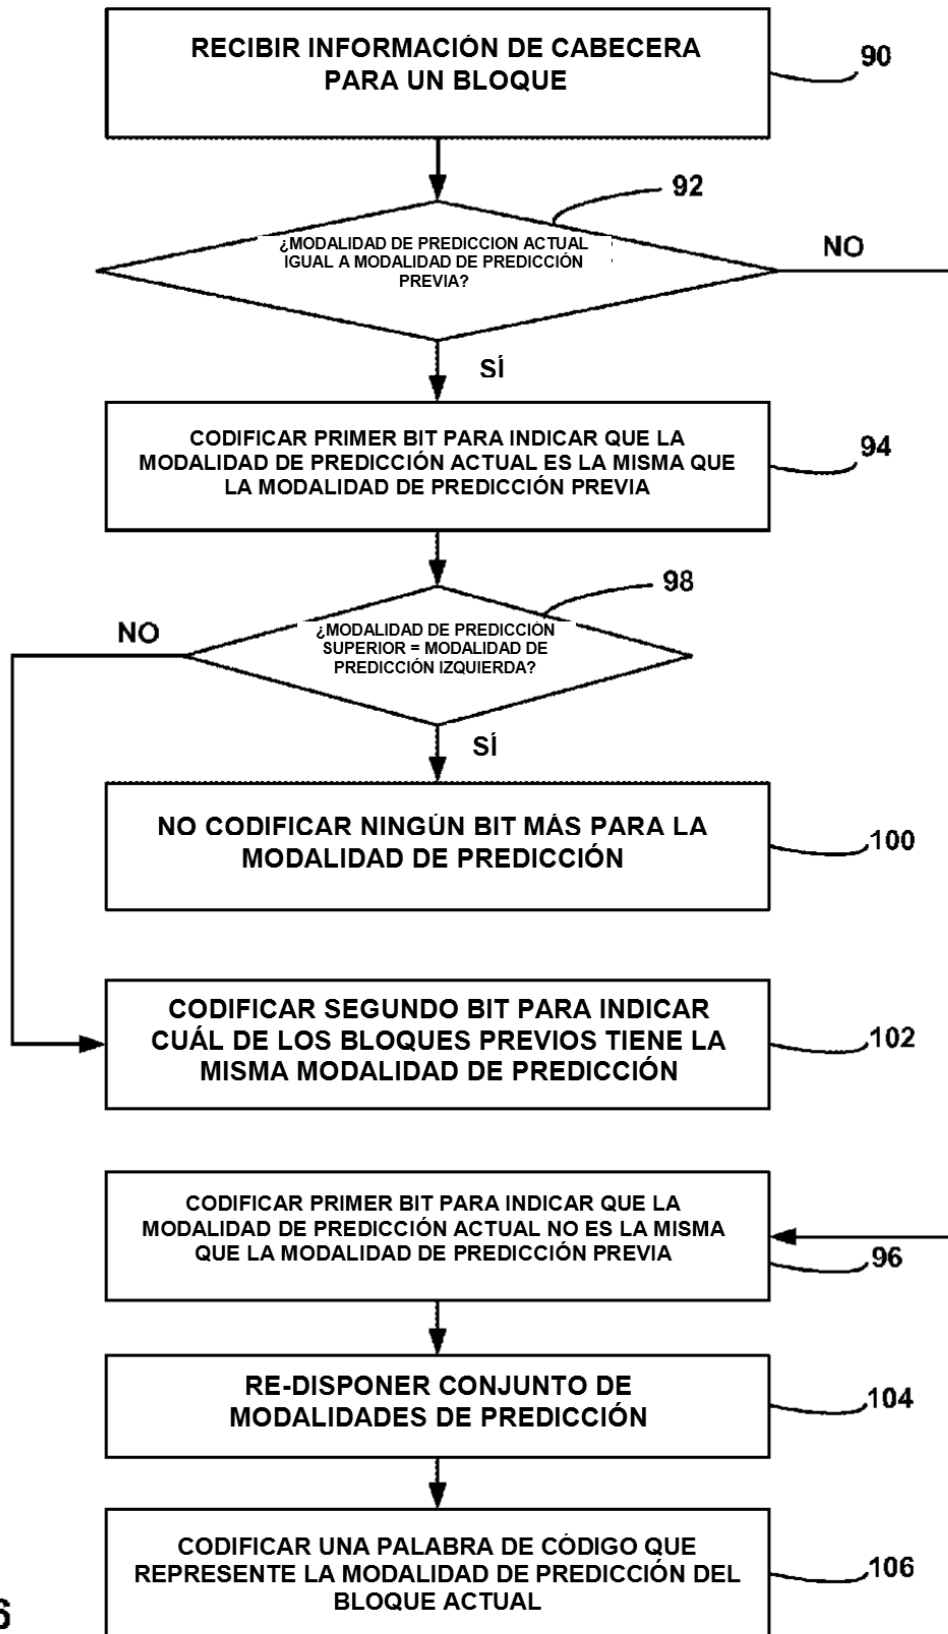 RECIBIR INFORMACIÓN DE CABECERA
PARA UN BLOQUE
90
92
¿MODALIDAD DE PREDICCION ACTUAL
IGUAL A MODALIDAD DE PREDICCIÓN
PREVIA?
NO
SÍ
CODIFICAR PRIMER BIT PARA INDICAR QUE LA
MODALIDAD DE PREDICCIÓN ACTUAL ES LA MISMA QUE
LA MODALIDAD DE PREDICCIÓN PREVIA
94
98
NO
¿MODALIDAD DE PREDICCIÓN
SUPERIOR = MODALIDAD DE
PREDICCIÓN IZQUIERDA?
SÍ
NO CODIFICAR NINGÚN BIT MÁS PARA LA
MODALIDAD DE PREDICCIÓN
100
CODIFICAR SEGUNDO BIT PARA INDICAR
CUÁL DE LOS BLOQUES PREVIOS TIENE LA
MISMA MODALIDAD DE PREDICCIÓN
102
CODIFICAR PRIMER BIT PARA INDICAR QUE LA
MODALIDAD DE PREDICCIÓN ACTUAL NO ES LA MISMA
QUE LA MODALIDAD DE PREDICCIÓN PREVIA
96
RE-DISPONER CONJUNTO DE
MODALIDADES DE PREDICCIÓN
104
CODIFICAR UNA PALABRA DE CÓDIGO QUE
REPRESENTE LA MODALIDAD DE PREDICCIÓN DEL
BLOQUE ACTUAL
106
6